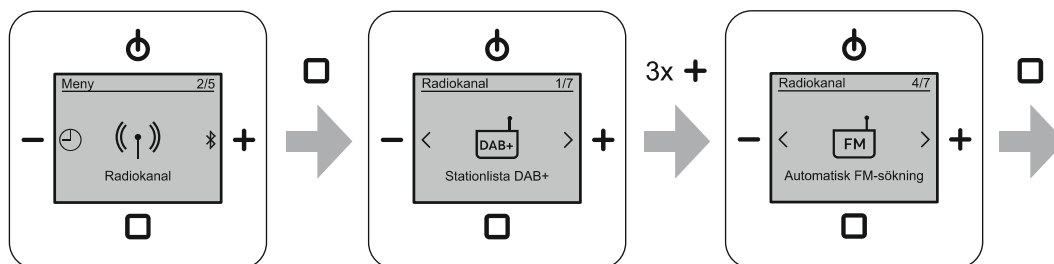 Meny 2/5
Radiokanal
Radiokanal 1/7
DAB+
Stationlista DAB+
3x +
Radiokanal 4/7
FM
Automatisk FM-sökning